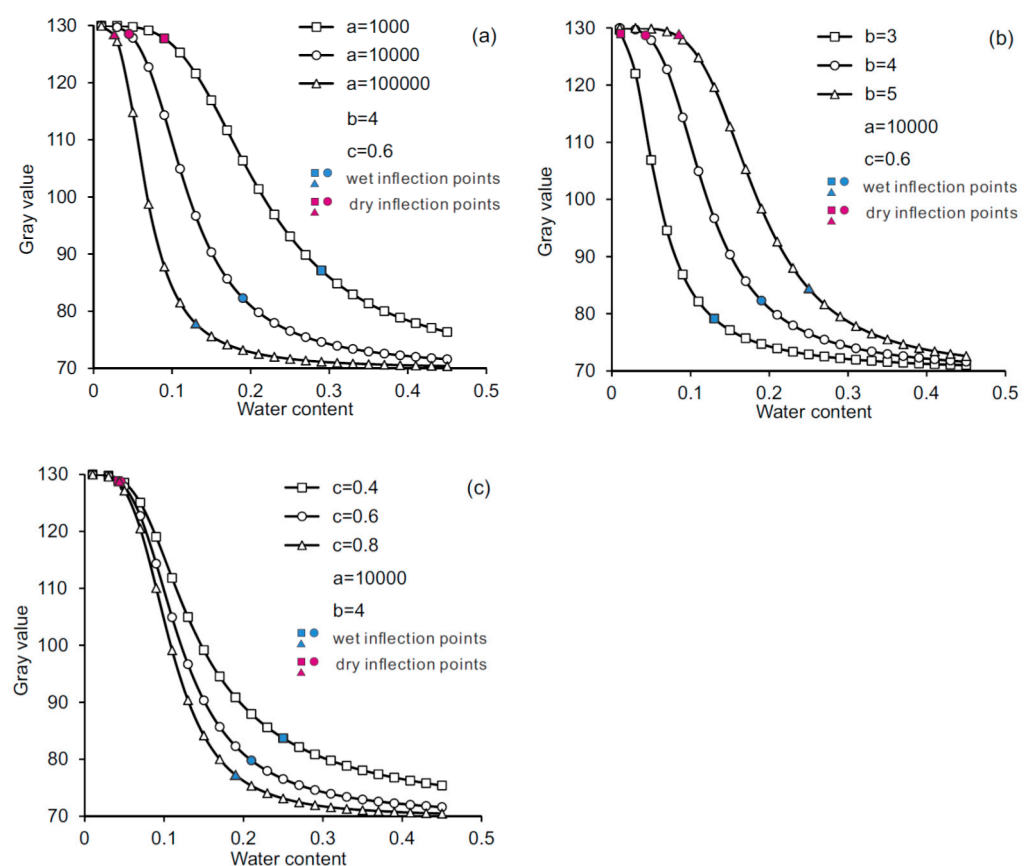 (a)
130
120
110
100
90
80
70
Gray value
0
0.1
0.2
0.3
0.4
0.5
Water content
a=1000
a=10000
a=100000
b=4
c=0.6
wet inflection points
dry inflection points
(b)
130
120
110
100
90
80
70
Gray value
0
0.1
0.2
0.3
0.4
0.5
Water content
b=3
b=4
b=5
a=10000
c=0.6
wet inflection points
dry inflection points
(c)
130
120
110
100
90
80
70
Gray value
0
0.1
0.2
0.3
0.4
0.5
Water content
c=0.4
c=0.6
c=0.8
a=10000
b=4
wet inflection points
dry inflection points